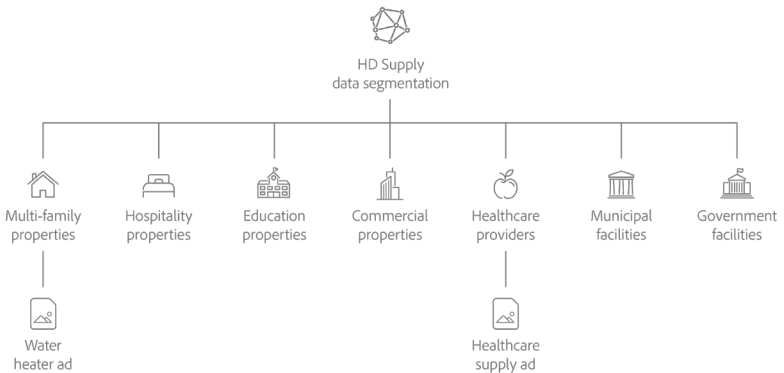 HD Supply
data segmentation
Multi-family
properties
Hospitality
properties
Education
properties
Commercial
properties
Healthcare
providers
Municipal
facilities
Government
facilities
Water
heater ad
Healthcare
supply ad